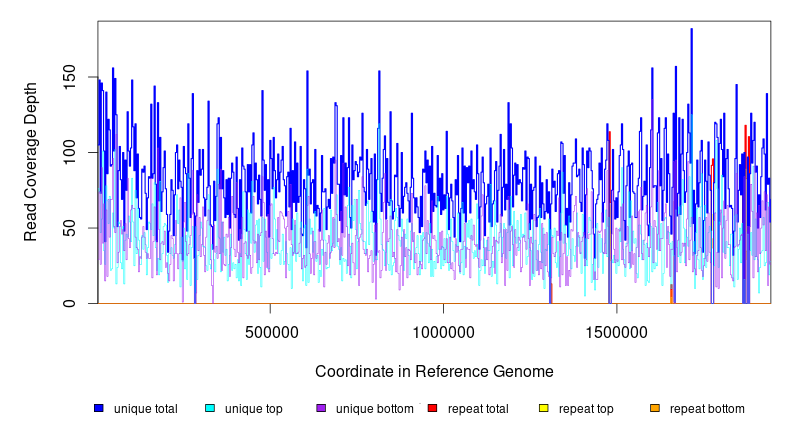 Read Coverage Depth
150
100
50
0
500000 1000000 1500000
Coordinate in Reference Genome
unique total unique top unique bottom repeat total repeat top repeat bottom